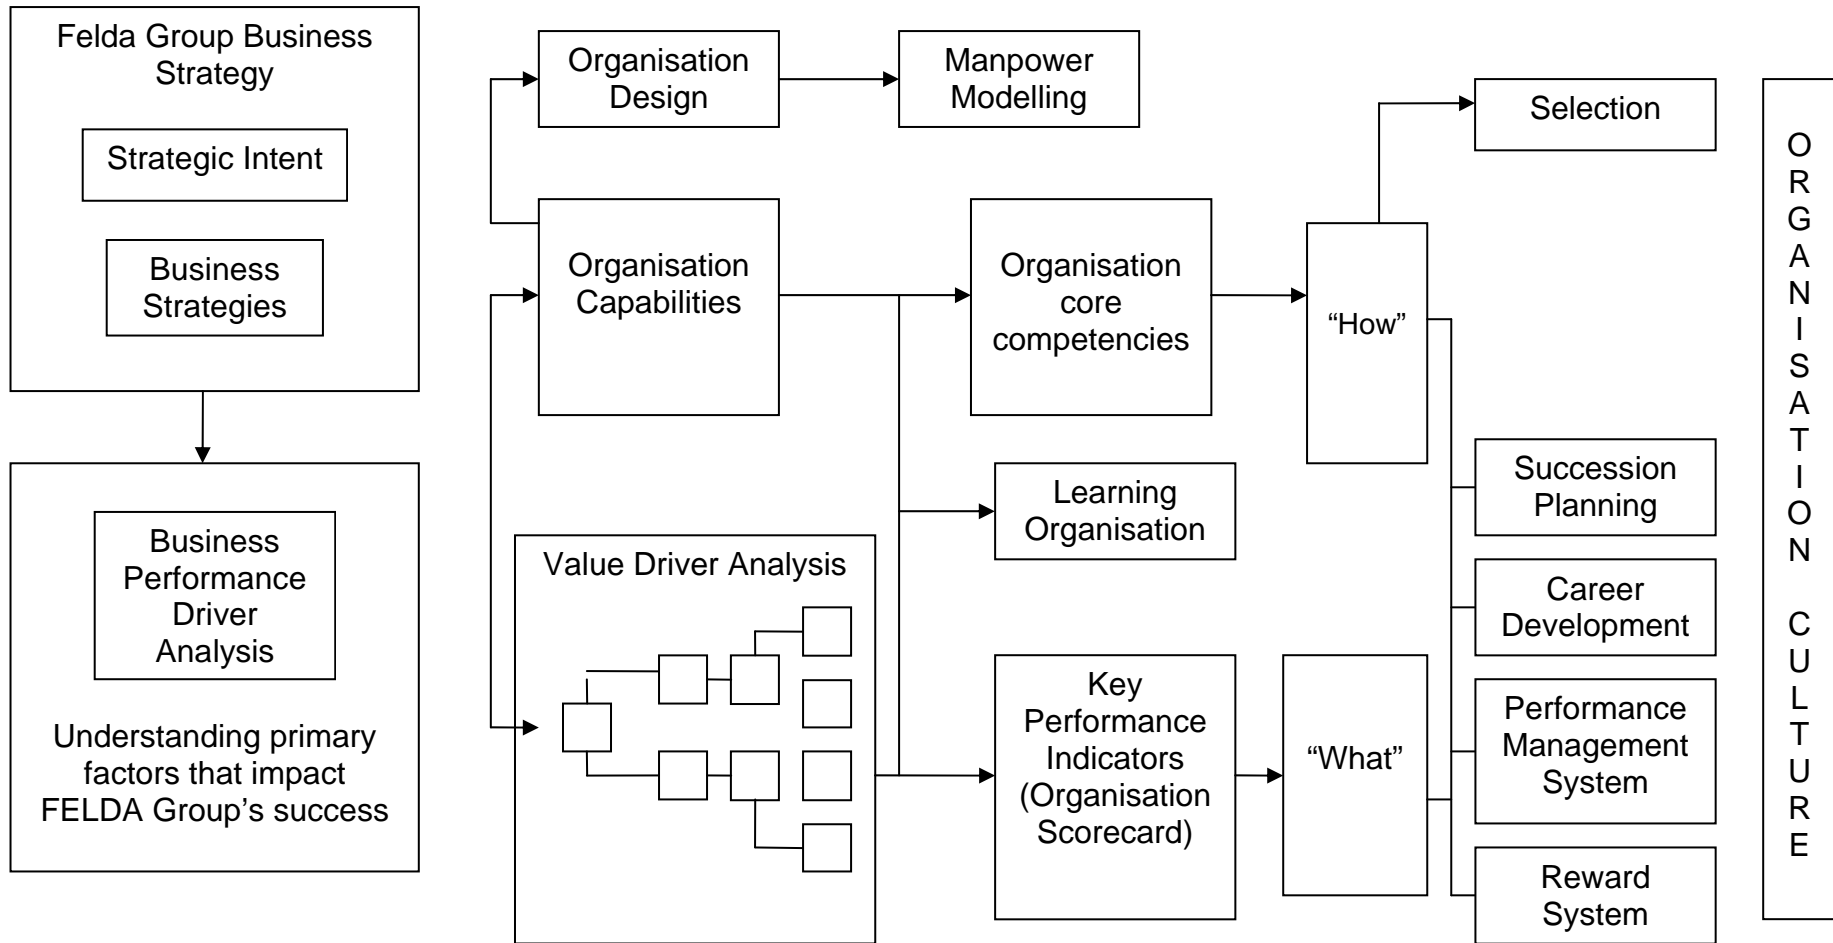 Felda Group Business
Strategy
Strategic Intent
Business
Strategies
Business
Performance
Driver
Analysis
Understanding primary
factors that impact
FELDA Group’s success
Organisation
Design
Manpower
Modelling
Organisation
Capabilities
Organisation
core
competencies
“How”
Selection
Learning
Organisation
Value Driver Analysis
Key
Performance
Indicators
(Organisation
Scorecard)
“What”
Succession
Planning
Career
Development
Performance
Management
System
Reward
System
O
R
G
A
N
I
S
A
T
I
O
N
C
U
L
T
U
R
E